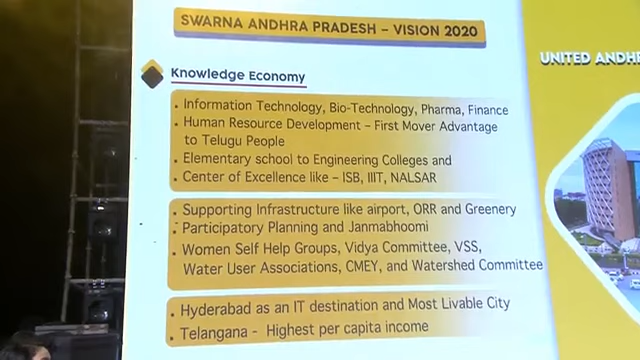 SWARNA ANDHRA PRADESH – VISION 2020
UNITED ANDHR
Knowledge Economy
• Information Technology, Bio-Technology, Pharma, Finance
• Human Resource Development – First Mover Advantage
to Telugu People
• Elementary school to Engineering Colleges and
• Center of Excellence like – ISB, IIIT, NALSAR
• Supporting Infrastructure like airport, ORR and Greenery
• Participatory Planning and Janmabhoomi
• Women Self Help Groups, Vidya Committee, VSS,
Water User Associations, CMEY, and Watershed Committee
• Hyderabad as an IT destination and Most Livable City
• Telangana - Highest per capita income